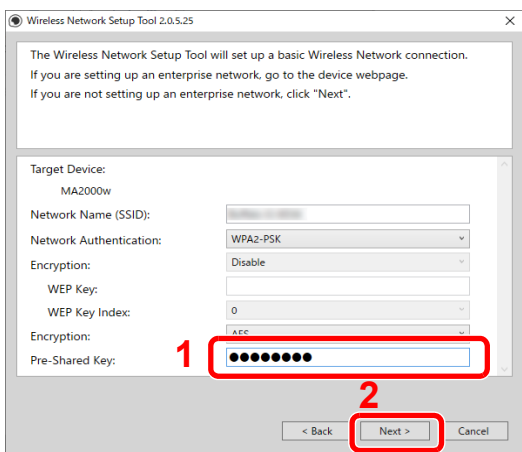 Wireless Network Setup Tool 2.0.5.25
The Wireless Network Setup Tool will set up a basic Wireless Network connection.
If you are setting up an enterprise network, go to the device webpage.
If you are not setting up an enterprise network, click "Next".
Target Device:
MA2000w
Network Name (SSID):
Network Authentication: WPA2-PSK
Encryption: Disable
WEP Key:
WEP Key Index: 0
Encryption: AES
1
Pre-Shared Key: ●●●●●●●●
2
< Back Next > Cancel